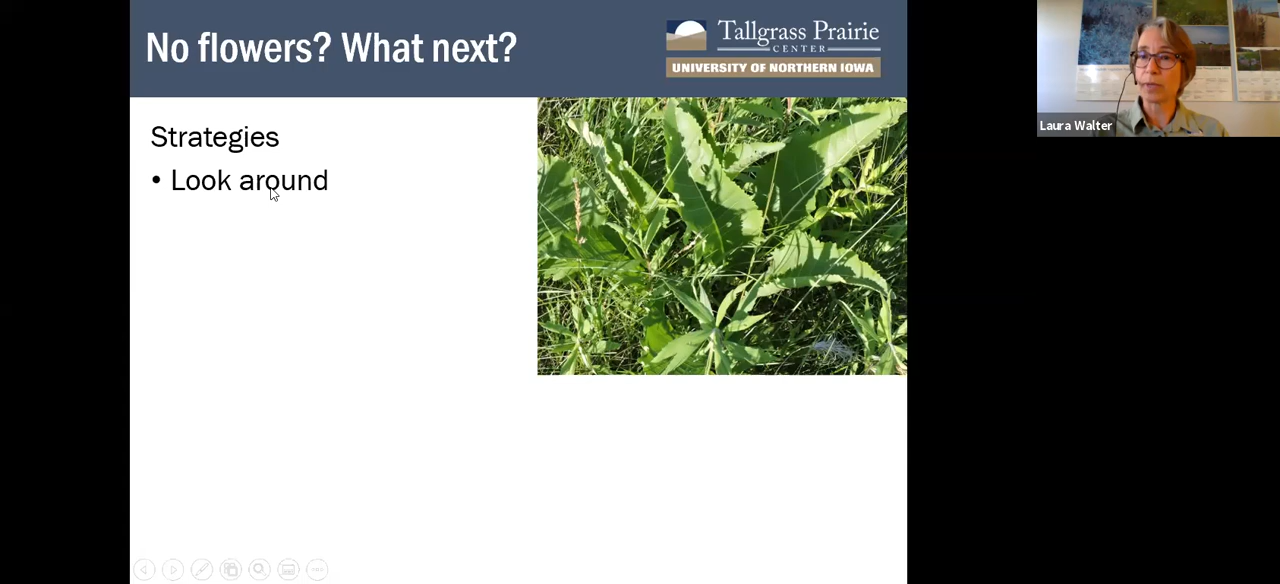 No flowers? What next?
Tallgrass Prairie
CENTER
UNIVERSITY OF NORTHERN IOWA
Laura Walter
Strategies
• Look around